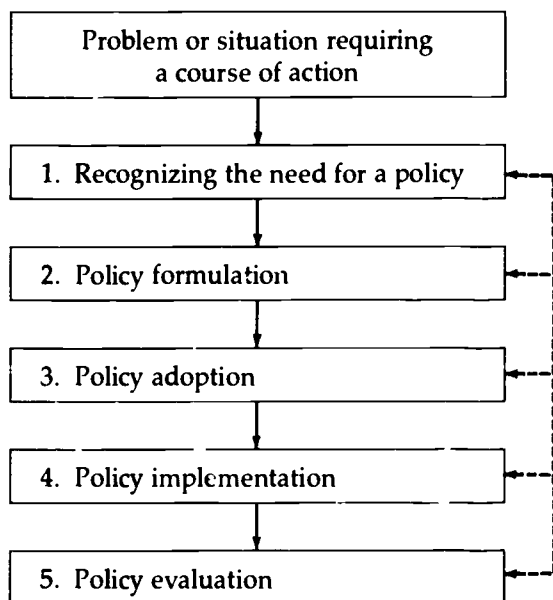 Problem or situation requiring
a course of action
1. Recognizing the need for a policy
2. Policy formulation
3. Policy adoption
4. Policy implementation
5. Policy evaluation